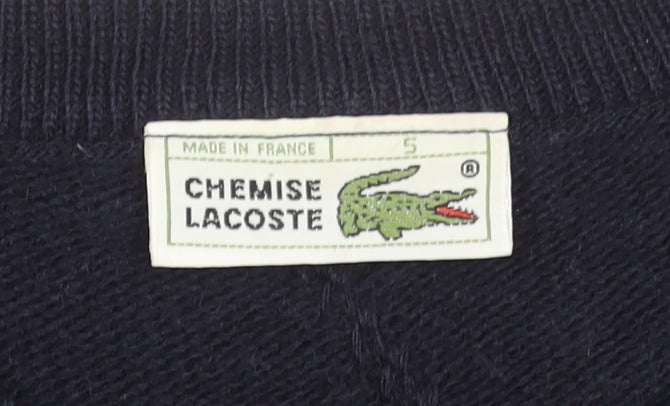 MADE IN FRANCE 5
®
CHEMISE
LACOSTE